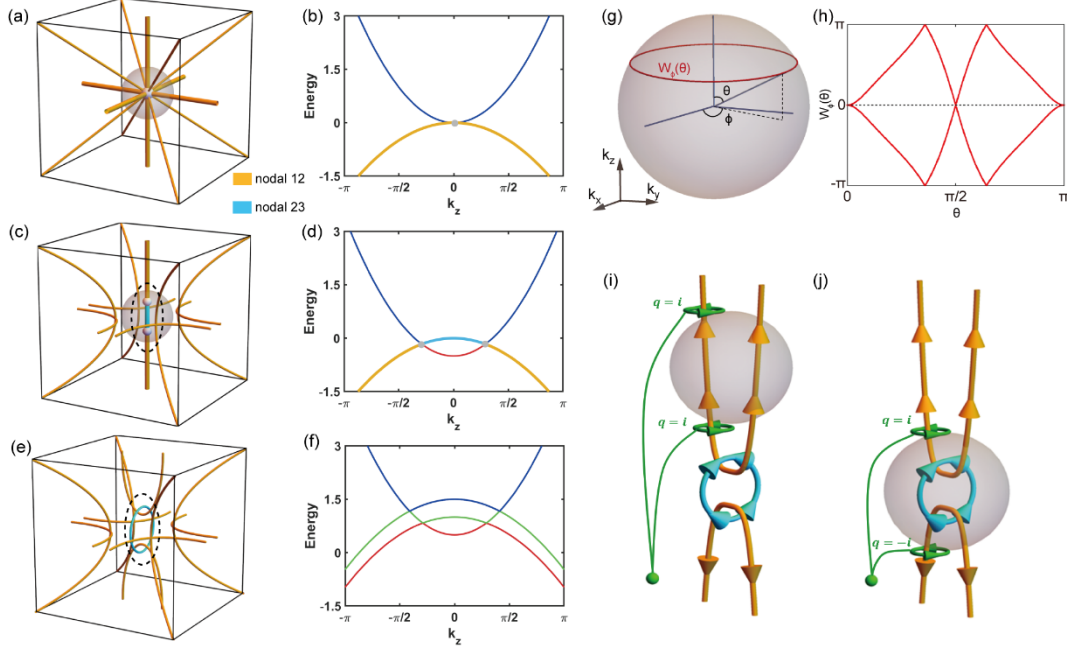 (a)
(b)
Energy
3
1.5
0
-1.5
-π
-π/2
0
π/2
π
k_z
nodal 12
nodal 23
(c)
(d)
Energy
3
1.5
0
-1.5
-π
-π/2
0
π/2
π
k_z
(e)
(f)
Energy
3
1.5
0
-1.5
-π
-π/2
0
π/2
π
k_z
(g)
W_ϕ(θ)
θ
ϕ
k_z
k_x
k_y
(h)
W_ϕ(θ)
π
0
-π
0
π/2
π
θ
(i)
q = i
q = i
(j)
q = i
q = −i